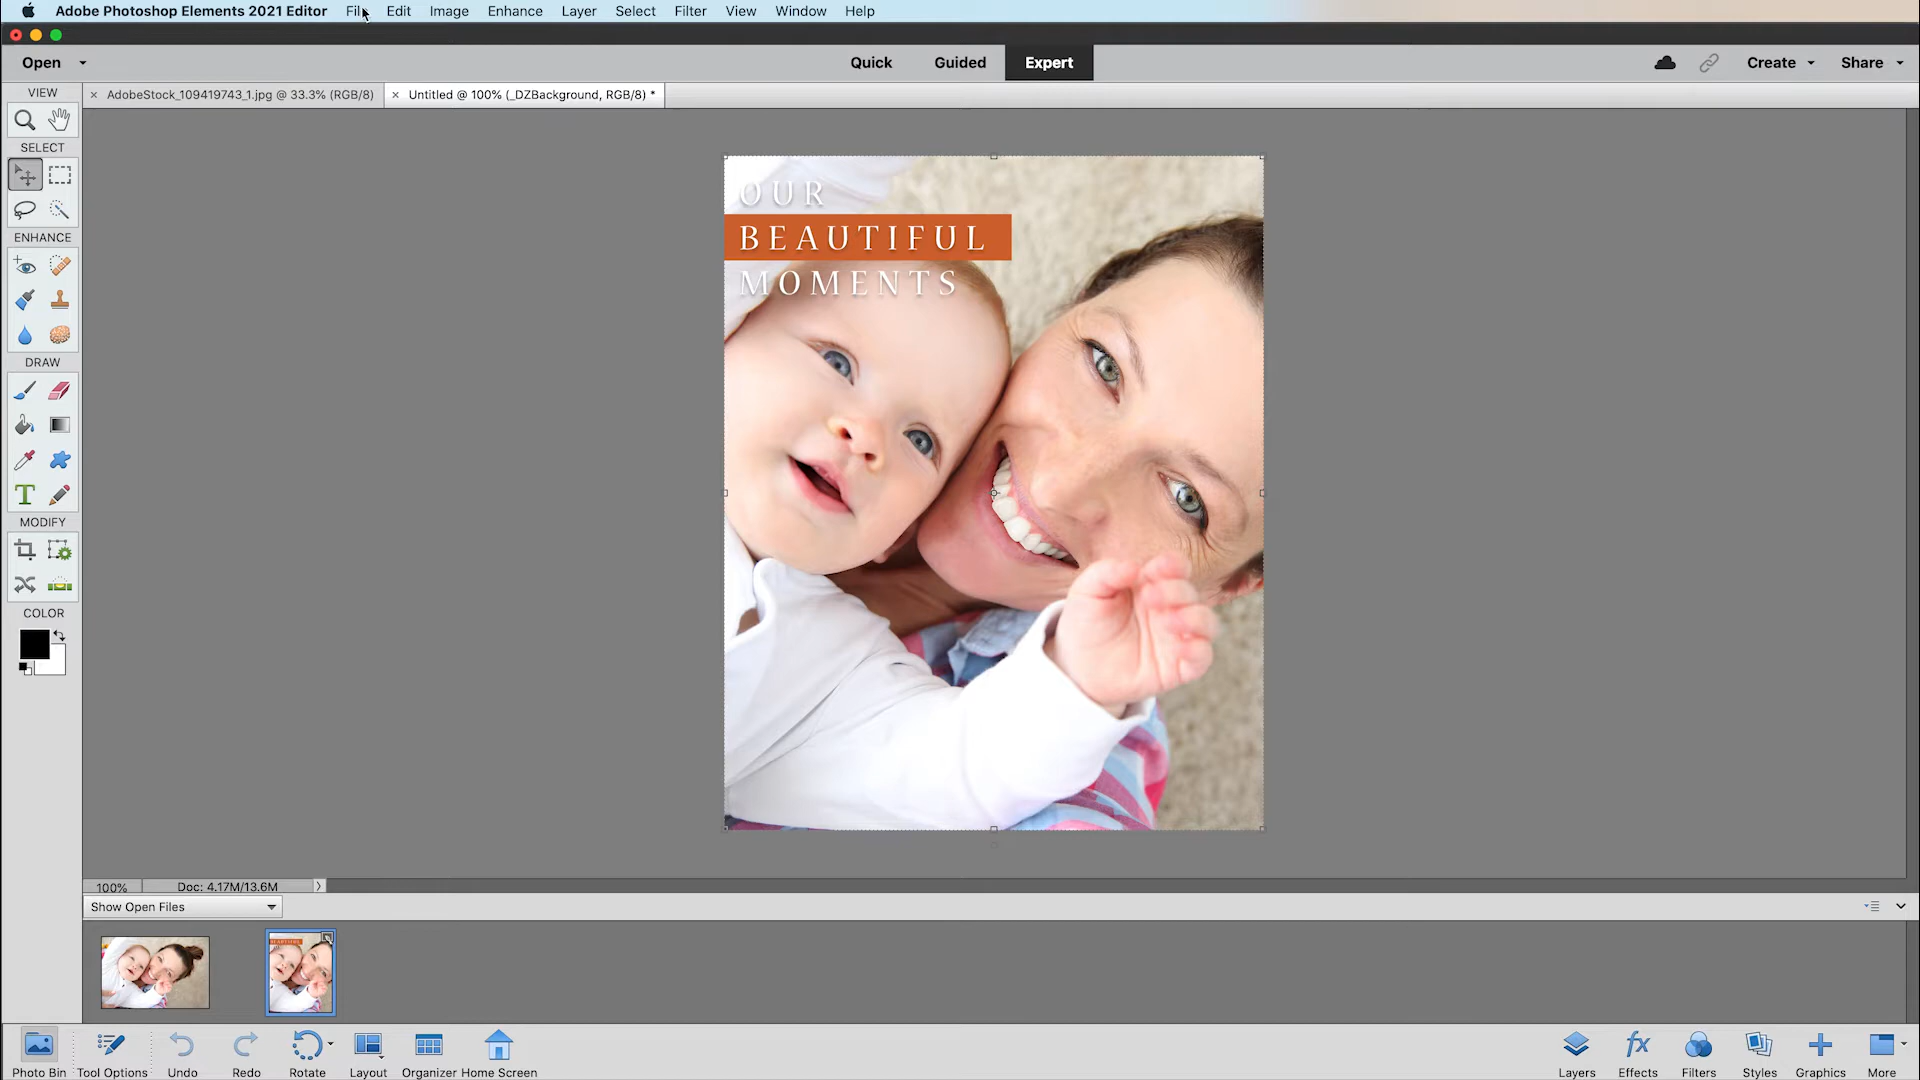 Adobe Photoshop Elements 2021 Editor File Edit Image Enhance Layer Select Filter View Window Help
Open Quick Guided Expert Create Share
VIEW
× AdobeStock_109419743_1.jpg @ 33.3% (RGB/8) × Untitled @ 100% (_DZBackground, RGB/8) *
SELECT
ENHANCE
DRAW
T
MODIFY
COLOR
OUR
BEAUTIFUL
MOMENTS
100% Doc: 4.17M/13.6M
Show Open Files
BEAUTIFUL
Photo Bin Tool Options Undo Redo Rotate Layout Organizer Home Screen fx Layers Effects Filters Styles Graphics More